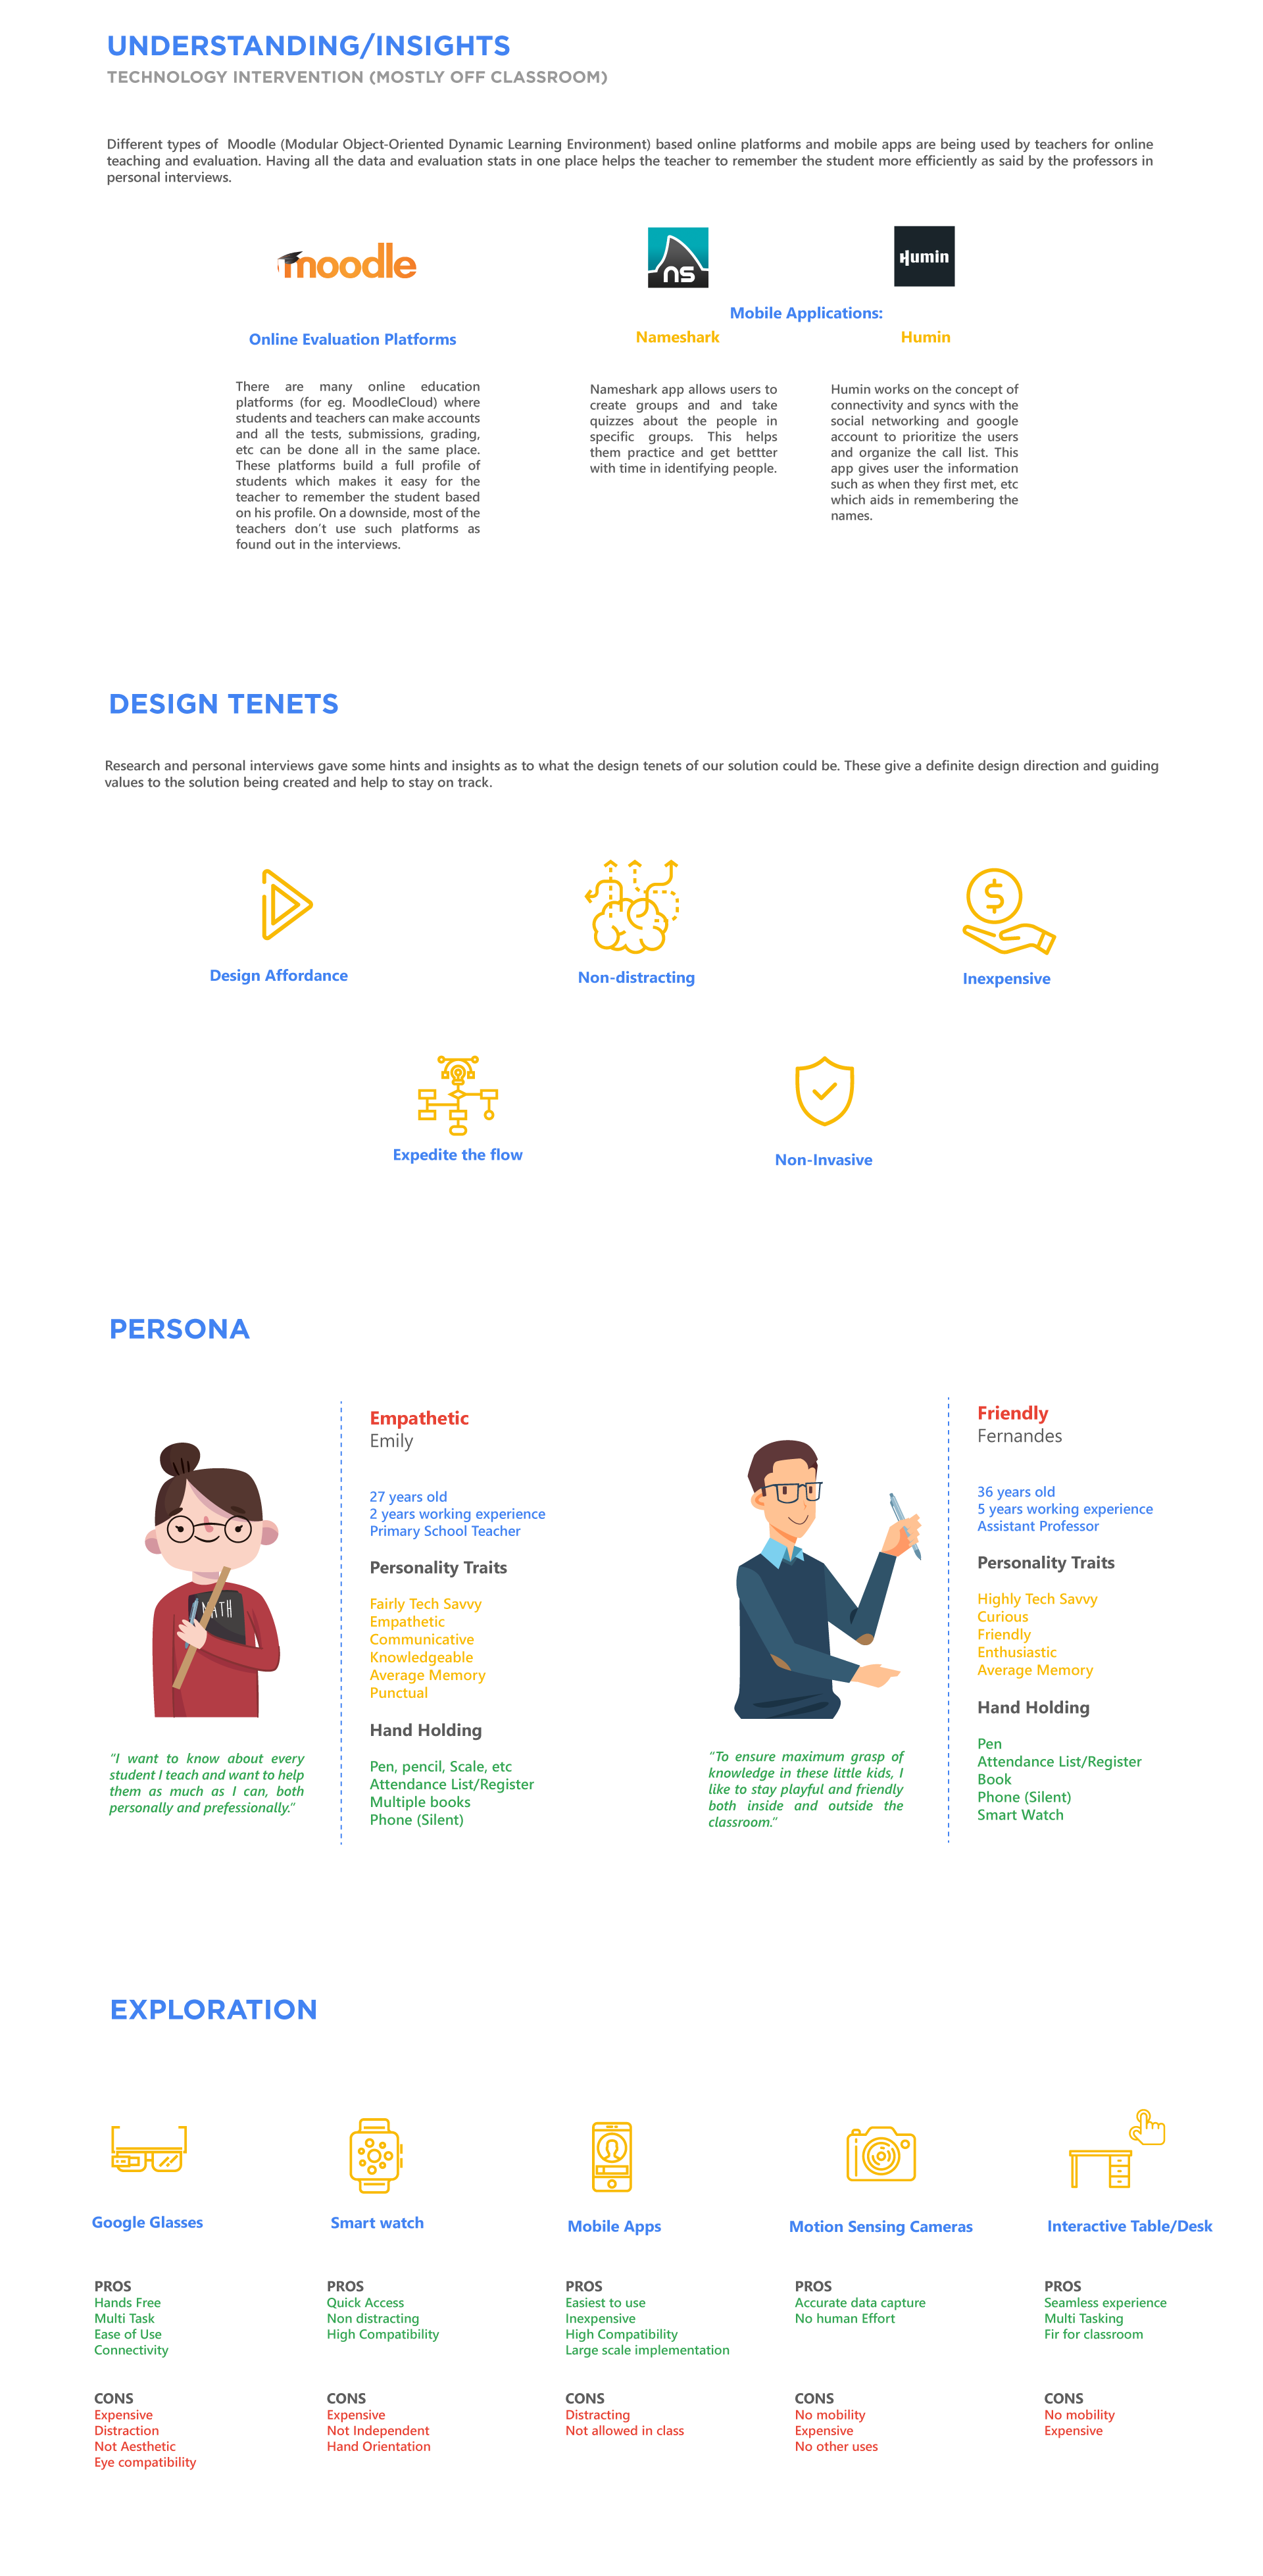 UNDERSTANDING/INSIGHTS
TECHNOLOGY INTERVENTION (MOSTLY OFF CLASSROOM)
Different types of Moodle (Modular Object-Oriented Dynamic Learning Environment) based online platforms and mobile apps are being used by teachers for online
teaching and evaluation. Having all the data and evaluation stats in one place helps the teacher to remember the student more efficiently as said by the professors in
personal interviews.
moodle
Online Evaluation Platforms
There are many online education
platforms (for eg. MoodleCloud) where
students and teachers can make accounts
and all the tests, submissions, grading,
etc can be done all in the same place.
These platforms build a full profile of
students which makes it easy for the
teacher to remember the student based
on his profile. On a downside, most of the
teachers don't use such platforms as
found out in the interviews.
ns
Humin
Mobile Applications:
Nameshark
Humin
Nameshark app allows users to
create groups and and take
quizzes about the people in
specific groups. This helps
them practice and get bettter
with time in identifying people.
Humin works on the concept of
connectivity and syncs with the
social networking and google
account to prioritize the users
and organize the call list. This
app gives user the information
such as when they first met, etc
which aids in remembering the
names.
DESIGN TENETS
Research and personal interviews gave some hints and insights as to what the design tenets of our solution could be. These give a definite design direction and guiding
values to the solution being created and help to stay on track.
$
Design Affordance
Non-distracting
Inexpensive
Expedite the flow
Non-Invasive
PERSONA
MATH
"I want to know about every
student I teach and want to help
them as much as I can, both
personally and prefessionally."
Empathetic
Emily
27 years old
2 years working experience
Primary School Teacher
Personality Traits
Fairly Tech Savvy
Empathetic
Communicative
Knowledgeable
Average Memory
Punctual
Hand Holding
Pen, pencil, Scale, etc
Attendance List/Register
Multiple books
Phone (Silent)
"To ensure maximum grasp of
knowledge in these little kids, I
like to stay playful and friendly
both inside and outside the
classroom."
Friendly
Fernandes
36 years old
5 years working experience
Assistant Professor
Personality Traits
Highly Tech Savvy
Curious
Friendly
Enthusiastic
Average Memory
Hand Holding
Pen
Attendance List/Register
Book
Phone (Silent)
Smart Watch
EXPLORATION
Google Glasses
PROS
Hands Free
Multi Task
Ease of Use
Connectivity
CONS
Expensive
Distraction
Not Aesthetic
Eye compatibility
Smart watch
PROS
Quick Access
Non distracting
High Compatibility
CONS
Expensive
Not Independent
Hand Orientation
Mobile Apps
PROS
Easiest to use
Inexpensive
High Compatibility
Large scale implementation
CONS
Distracting
Not allowed in class
Motion Sensing Cameras
PROS
Accurate data capture
No human Effort
CONS
No mobility
Expensive
No other uses
Interactive Table/Desk
PROS
Seamless experience
Multi Tasking
Fir for classroom
CONS
No mobility
Expensive